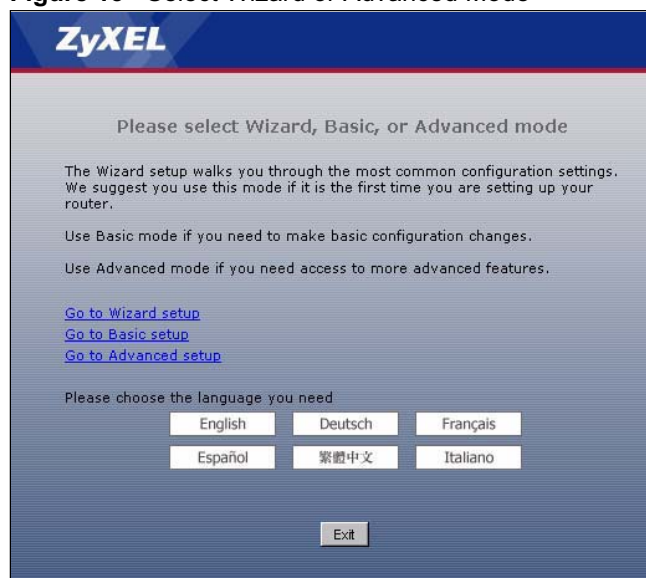 Figure 18 Select Wizard or Advanced Mode
ZyXEL
Please select Wizard, Basic, or Advanced mode
The Wizard setup walks you through the most common configuration settings.
We suggest you use this mode if it is the first time you are setting up your
router.
Use Basic mode if you need to make basic configuration changes.
Use Advanced mode if you need access to more advanced features.
Go to Wizard setup
Go to Basic setup
Go to Advanced setup
Please choose the language you need
English Deutsch Français
Español 繁體中文 Italiano
Exit